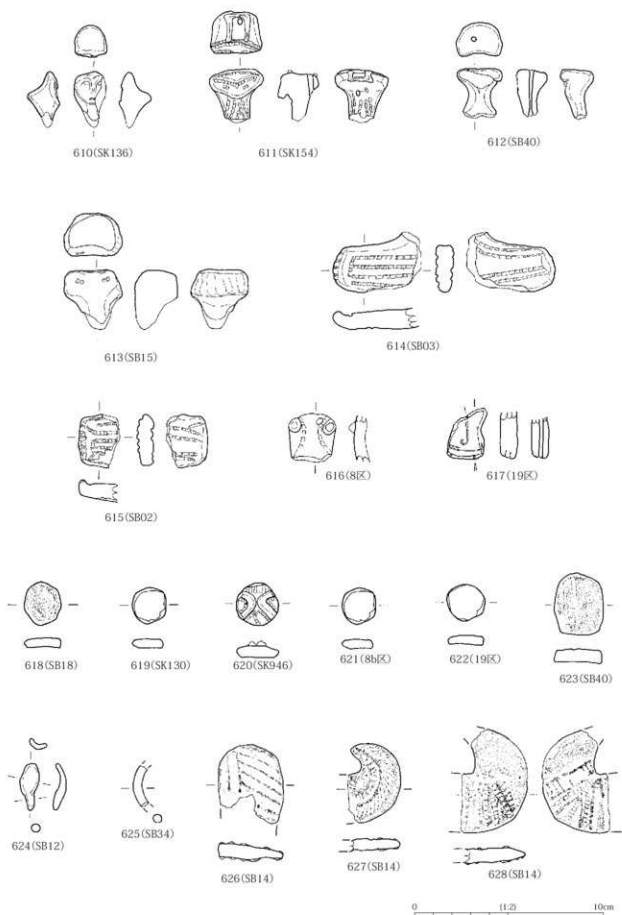 610(SK136)
611(SK154)
612(SB40)
613(SB15)
614(SB03)
615(SB02)
616(8区)
617(19区)
618(SB18)
619(SK130)
620(SK946)
621(8b区)
622(19区)
623(SB40)
624(SB12)
625(SB34)
626(SB14)
627(SB14)
628(SB14)
0 (1:2) 10cm